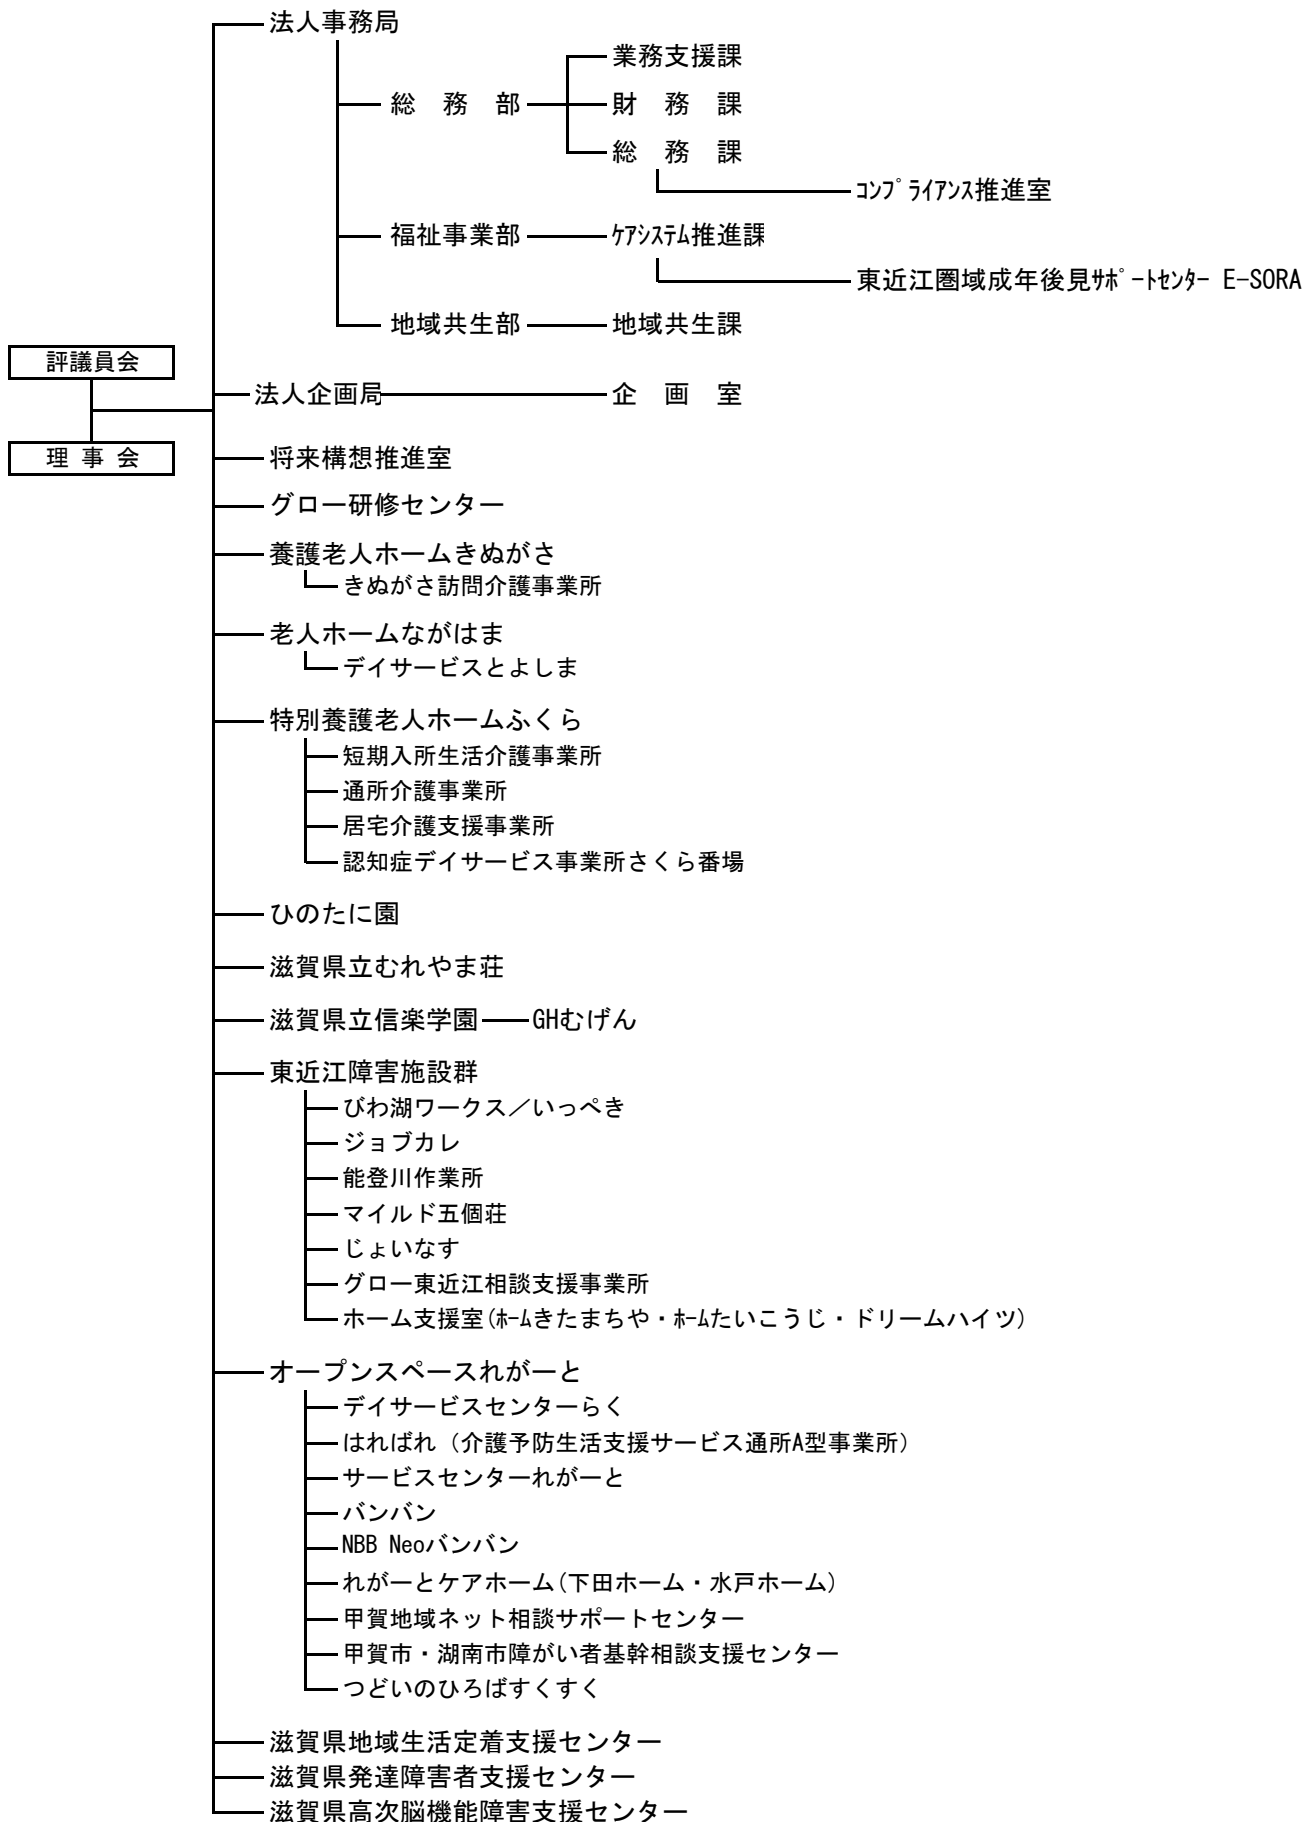 法人事務局
業務支援課
総　務　部
財　務　課
総　務　課
ｺﾝﾌﾟﾗｲｱﾝｽ推進室
福祉事業部
ｹｱｼｽﾃﾑ推進課
東近江圏域成年後見ｻﾎﾟｰﾄｾﾝﾀｰ E-SORA
地域共生部
地域共生課
評議員会
法人企画局
企　画　室
理 事 会
将来構想推進室
グロー研修センター
養護老人ホームきぬがさ
きぬがさ訪問介護事業所
老人ホームながはま
デイサービスとよしま
特別養護老人ホームふくら
短期入所生活介護事業所
通所介護事業所
居宅介護支援事業所
認知症デイサービス事業所さくら番場
ひのたに園
滋賀県立むれやま荘
滋賀県立信楽学園
GHむげん
東近江障害施設群
びわ湖ワークス／いっぺき
ジョブカレ
能登川作業所
マイルド五個荘
じょいなす
グロー東近江相談支援事業所
ホーム支援室(ﾎｰﾑきたまちや・ﾎｰﾑたいこうじ・ドリームハイツ)
オープンスペースれがーと
デイサービスセンターらく
はればれ（介護予防生活支援サービス通所A型事業所）
サービスセンターれがーと
バンバン
NBB Neoバンバン
れがーとケアホーム(下田ホーム・水戸ホーム)
甲賀地域ネット相談サポートセンター
甲賀市・湖南市障がい者基幹相談支援センター
つどいのひろばすくすく
滋賀県地域生活定着支援センター
滋賀県発達障害者支援センター
滋賀県高次脳機能障害支援センター